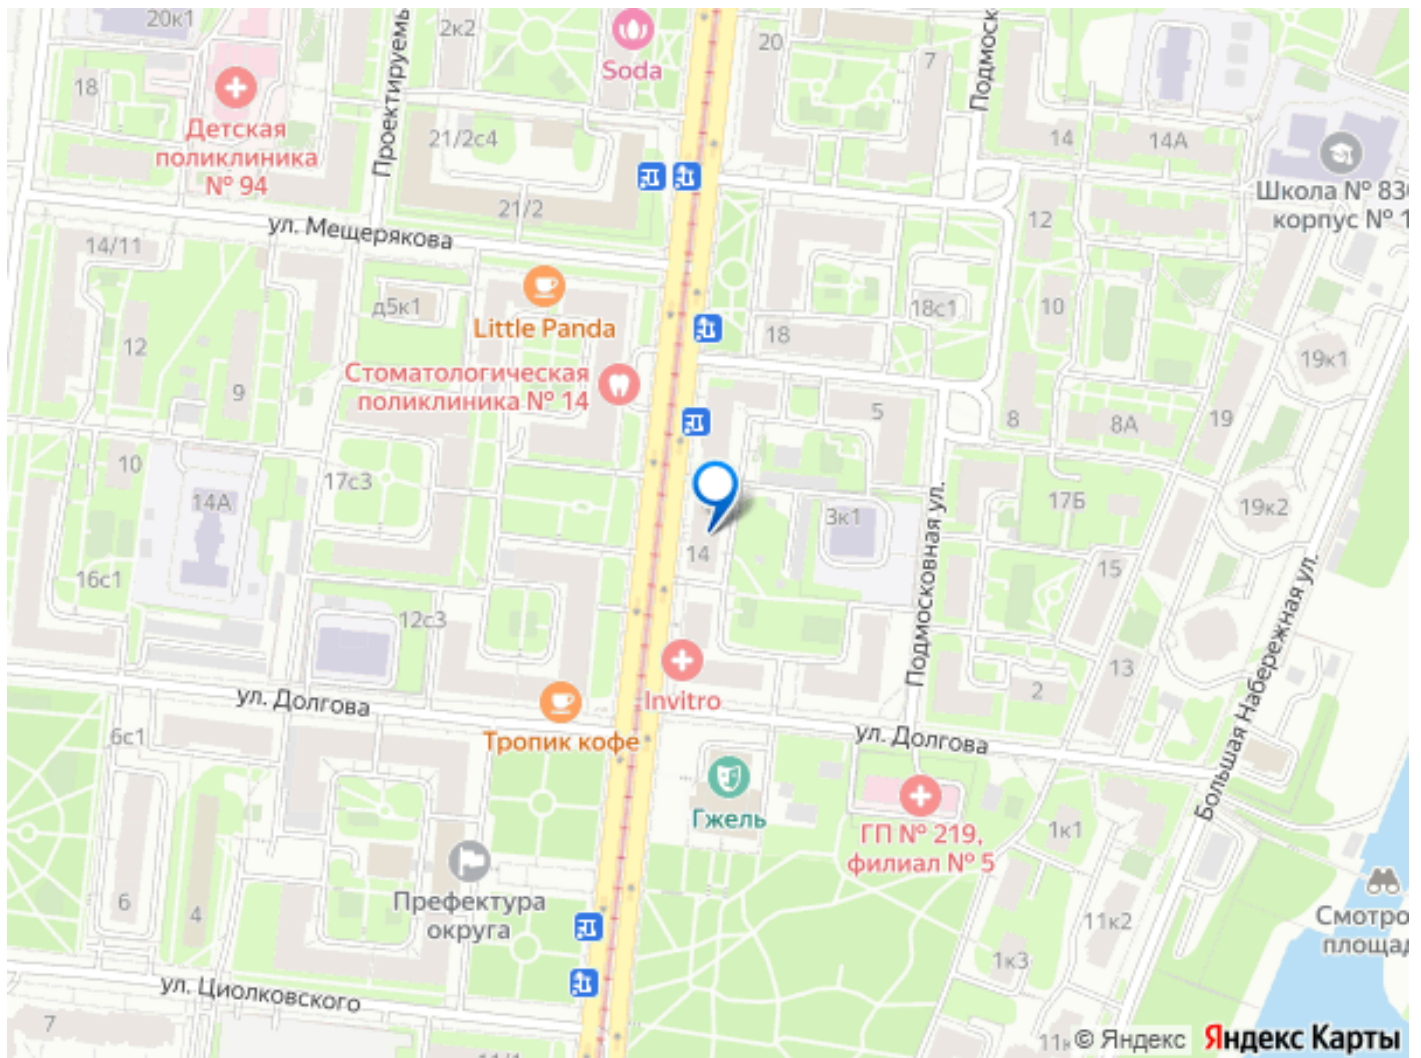 20к1
2к2
Soda
20
7
Подмоск
Проектируемь
18
Детская
поликлиника
№ 94
21/2с4
14
14А
Школа № 83
корпус № 1
21/2
ул. Мещерякова
12
14/11
д5к1
Little Panda
18с1
10
18
12
19к1
Стоматологическая
поликлиника № 14
9
5
8
8А
19
10
17с3
14А
3к1
17Б
19к2
Подмосковная ул.
14
15
16с1
12с3
Большая Набережная ул.
13
2
Invitro
ул. Долгова
6с1
Тропик кофе
ул. Долгова
Гжель
ГП № 219,
филиал № 5
1к1
Префектура
округа
6
4
11к2
Смотро
площад
1к3
ул. Циолковского
7
11/1
11к
© Яндекс Яндекс Карты